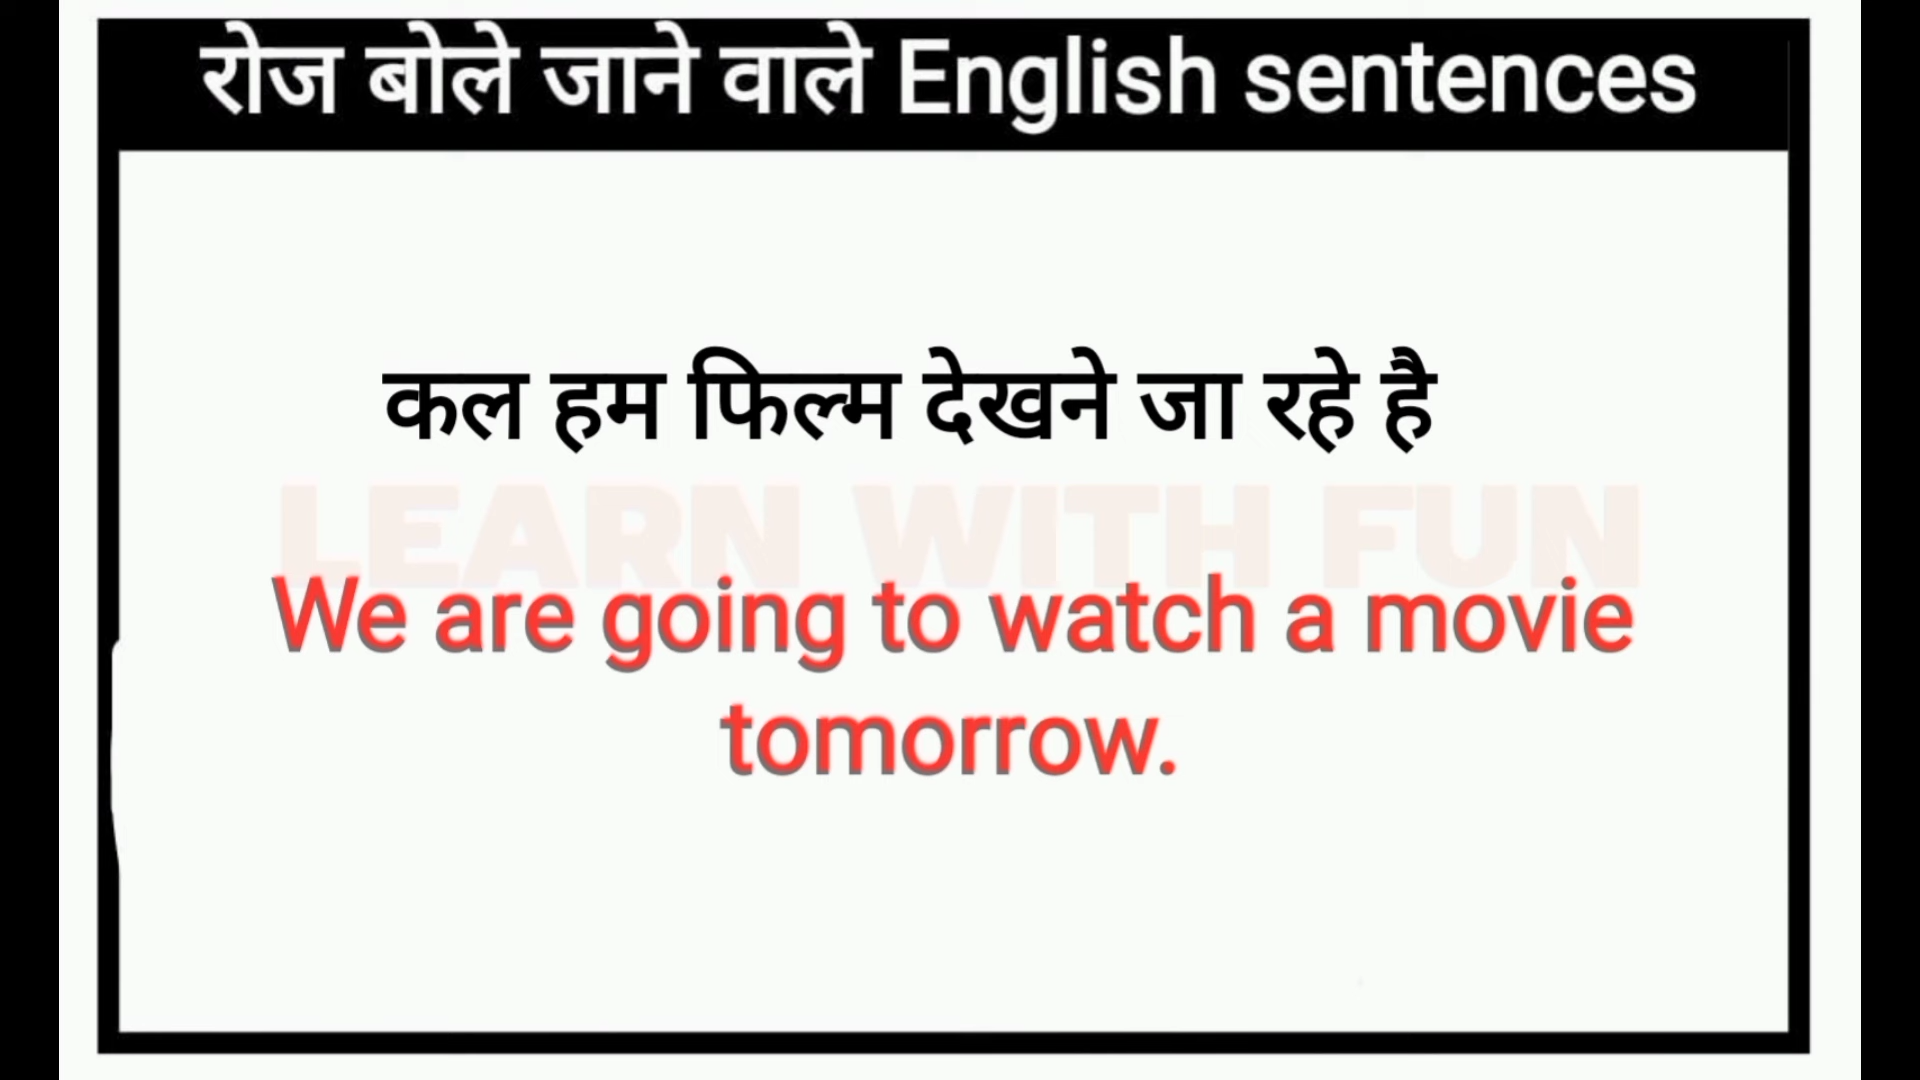 रोज बोले जाने वाले English sentences
कल हम फिल्म देखने जा रहे है
LEARN WITH FUN
We are going to watch a movie
tomorrow.